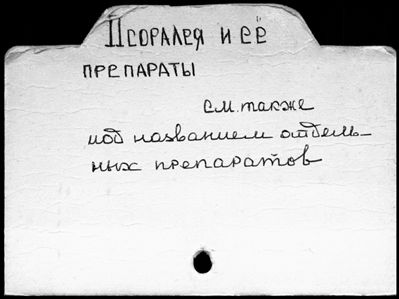 Псоралея и её
ПРЕПАРАТЫ
см. также
под названием отдель-
ных препаратов